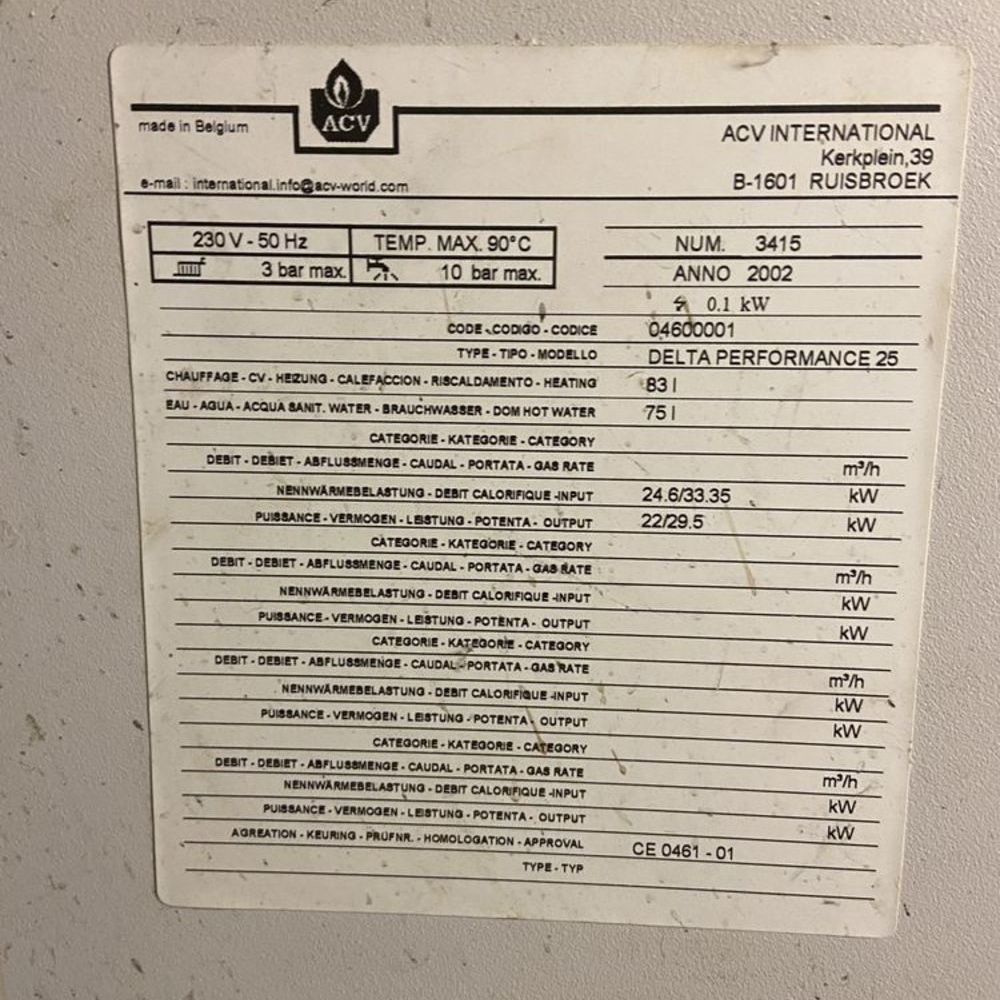 ACV
made in Belgium
ACV INTERNATIONAL
Kerkplein,39
e-mail : international.info@acv-world.com
B-1601 RUISBROEK
230 V - 50 Hz
TEMP. MAX. 90°C
NUM. 3415
3 bar max.
10 bar max.
ANNO 2002
0.1 kW
CODE - CODIGO - CODICE 04600001
TYPE - TIPO - MODELLO DELTA PERFORMANCE 25
CHAUFFAGE - CV - HEIZUNG - CALEFACCION - RISCALDAMENTO - HEATING 83 l
EAU - AGUA - ACQUA SANIT. WATER - BRAUCHWASSER - DOM HOT WATER 75 l
CATEGORIE - KATEGORIE - CATEGORY
DEBIT - DEBIET - ABFLUSSMENGE - CAUDAL - PORTATA - GAS RATE m³/h
NENNWÄRMEBELASTUNG - DEBIT CALORIFIQUE -INPUT 24.6/33.35 kW
PUISSANCE - VERMOGEN - LEISTUNG - POTENTA - OUTPUT 22/29.5 kW
CATEGORIE - KATEGORIE - CATEGORY
DEBIT - DEBIET - ABFLUSSMENGE - CAUDAL - PORTATA - GAS RATE m³/h
NENNWÄRMEBELASTUNG - DEBIT CALORIFIQUE -INPUT kW
PUISSANCE - VERMOGEN - LEISTUNG - POTENTA - OUTPUT kW
CATEGORIE - KATEGORIE - CATEGORY
DEBIT - DEBIET - ABFLUSSMENGE - CAUDAL - PORTATA - GAS RATE m³/h
NENNWÄRMEBELASTUNG - DEBIT CALORIFIQUE -INPUT kW
PUISSANCE - VERMOGEN - LEISTUNG - POTENTA - OUTPUT kW
CATEGORIE - KATEGORIE - CATEGORY
DEBIT - DEBIET - ABFLUSSMENGE - CAUDAL - PORTATA - GAS RATE m³/h
NENNWÄRMEBELASTUNG - DEBIT CALORIFIQUE -INPUT kW
PUISSANCE - VERMOGEN - LEISTUNG - POTENTA - OUTPUT kW
AGREATION - KEURING - PRÜFNR. - HOMOLOGATION - APPROVAL CE 0461 - 01
TYPE - TYP